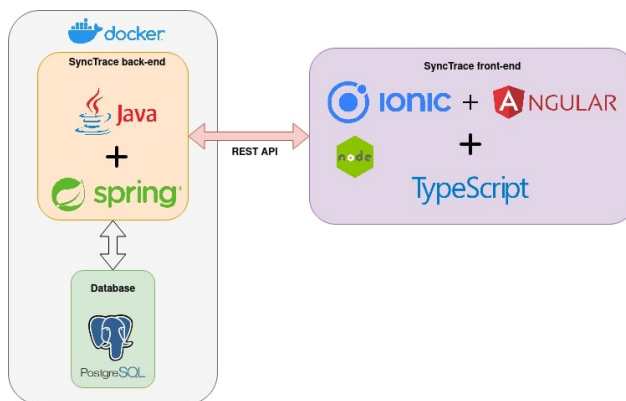 docker
SyncTrace back-end
Java
+
spring
SyncTrace front-end
IONIC + ANGULAR
node
+
TypeScript
REST API
Database
PostgreSQL